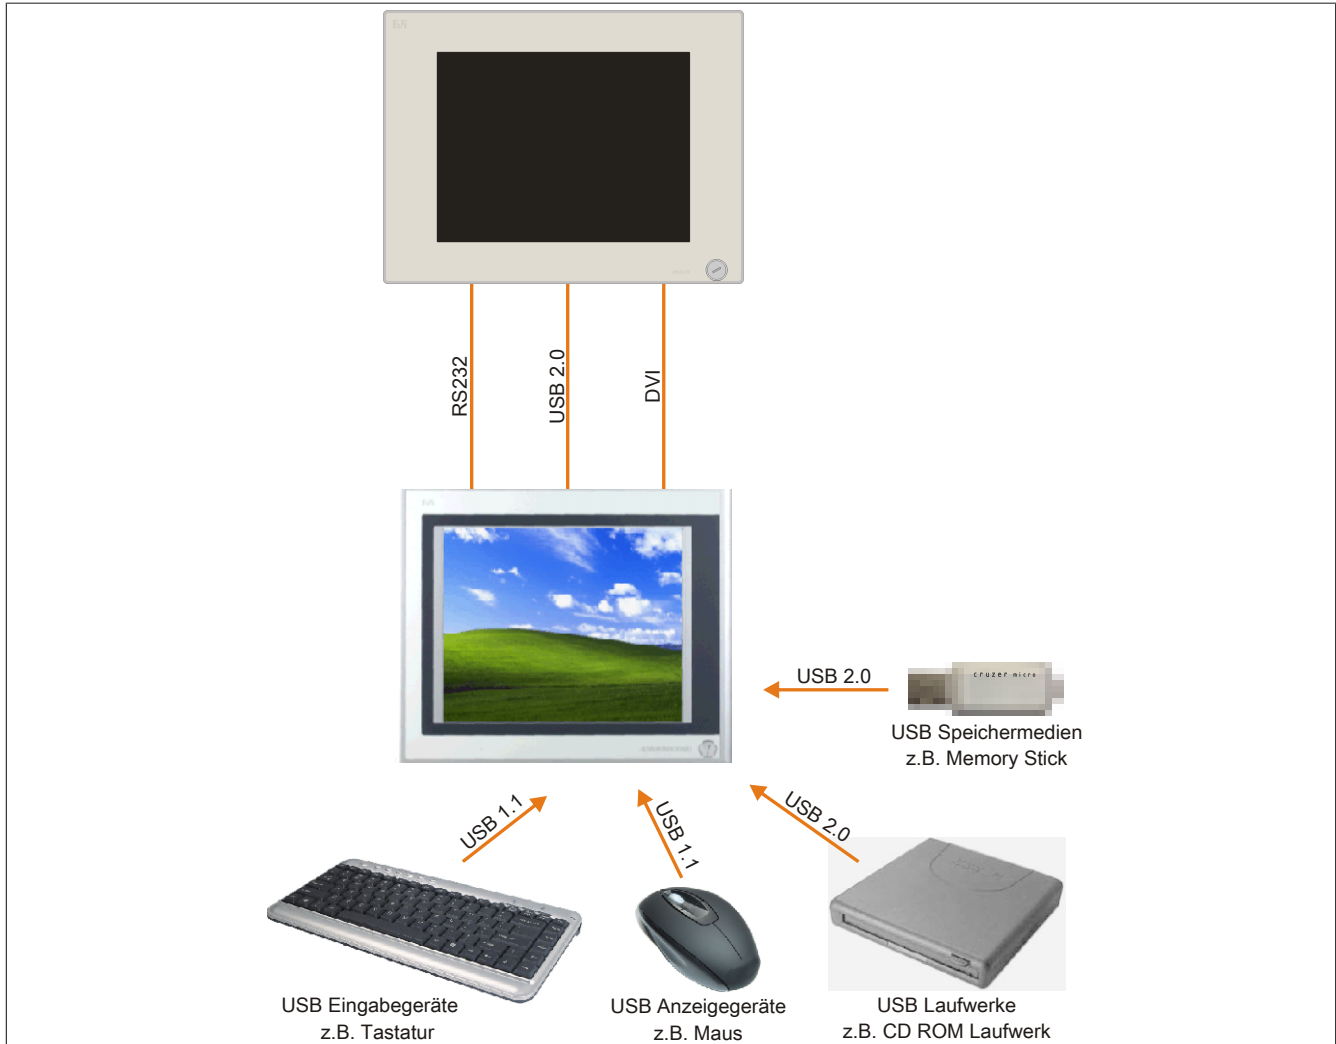 RS232
USB 2.0
DVI
USB 2.0
cruzer micro
USB Speichermedien
z.B. Memory Stick
USB 1.1
USB 1.1
USB 2.0
USB Eingabegeräte
z.B. Tastatur
USB Anzeigegeräte
z.B. Maus
USB Laufwerke
z.B. CD ROM Laufwerk